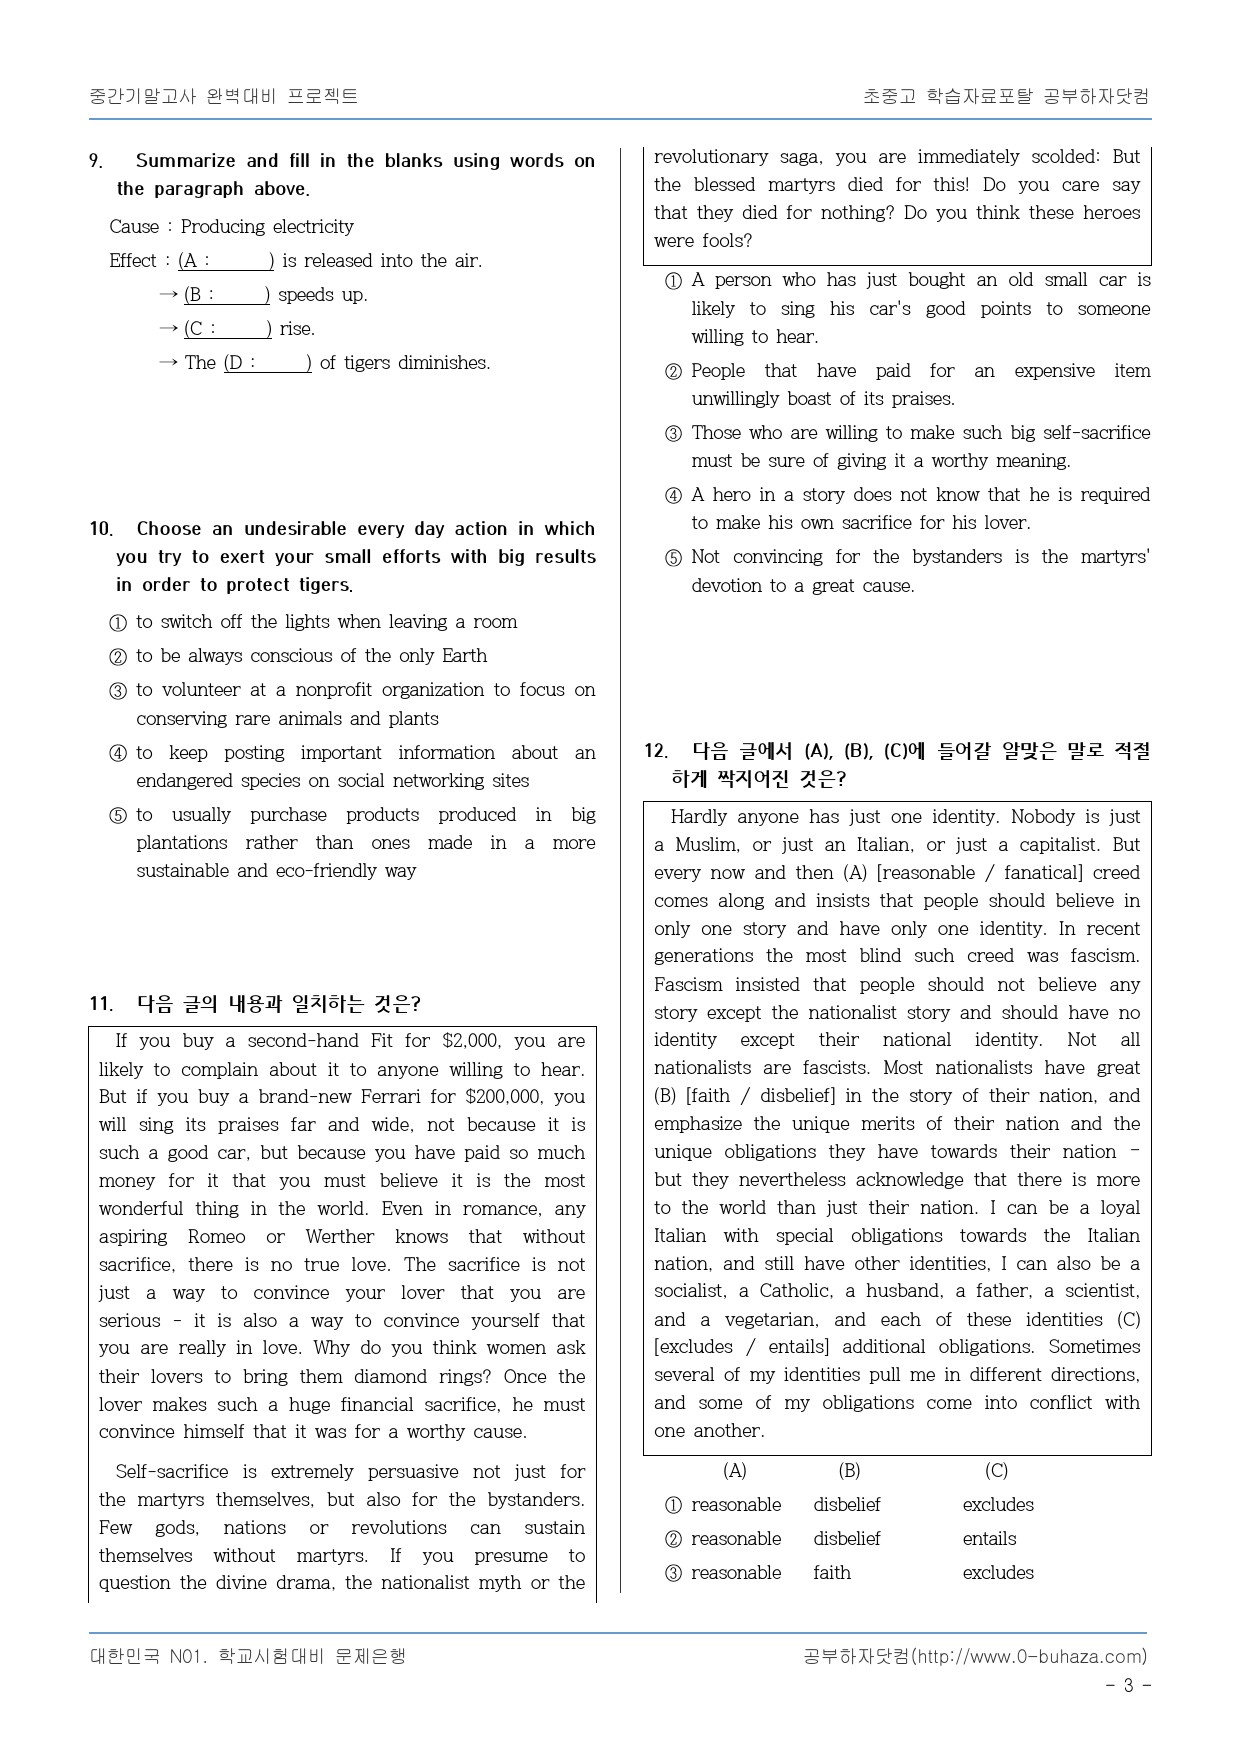 중간기말고사 완벽대비 프로젝트
초중고 학습자료포탈 공부하자닷컴
9. Summarize and fill in the blanks using words on
the paragraph above.
Cause : Producing electricity
Effect : (A :          ) is released into the air.
→ (B :        ) speeds up.
→ (C :        ) rise.
→ The (D :        ) of tigers diminishes.
10. Choose an undesirable every day action in which
you try to exert your small efforts with big results
in order to protect tigers.
① to switch off the lights when leaving a room
② to be always conscious of the only Earth
③ to volunteer at a nonprofit organization to focus on
conserving rare animals and plants
④ to keep posting important information about an
endangered species on social networking sites
⑤ to usually purchase products produced in big
plantations rather than ones made in a more
sustainable and eco-friendly way
11. 다음 글의 내용과 일치하는 것은?
If you buy a second-hand Fit for $2,000, you are
likely to complain about it to anyone willing to hear.
But if you buy a brand-new Ferrari for $200,000, you
will sing its praises far and wide, not because it is
such a good car, but because you have paid so much
money for it that you must believe it is the most
wonderful thing in the world. Even in romance, any
aspiring Romeo or Werther knows that without
sacrifice, there is no true love. The sacrifice is not
just a way to convince your lover that you are
serious - it is also a way to convince yourself that
you are really in love. Why do you think women ask
their lovers to bring them diamond rings? Once the
lover makes such a huge financial sacrifice, he must
convince himself that it was for a worthy cause.
Self-sacrifice is extremely persuasive not just for
the martyrs themselves, but also for the bystanders.
Few gods, nations or revolutions can sustain
themselves without martyrs. If you presume to
question the divine drama, the nationalist myth or the
revolutionary saga, you are immediately scolded: But
the blessed martyrs died for this! Do you care say
that they died for nothing? Do you think these heroes
were fools?
① A person who has just bought an old small car is
likely to sing his car's good points to someone
willing to hear.
② People that have paid for an expensive item
unwillingly boast of its praises.
③ Those who are willing to make such big self-sacrifice
must be sure of giving it a worthy meaning.
④ A hero in a story does not know that he is required
to make his own sacrifice for his lover.
⑤ Not convincing for the bystanders is the martyrs'
devotion to a great cause.
12. 다음 글에서 (A), (B), (C)에 들어갈 알맞은 말로 적절
하게 짝지어진 것은?
Hardly anyone has just one identity. Nobody is just
a Muslim, or just an Italian, or just a capitalist. But
every now and then (A) [reasonable / fanatical] creed
comes along and insists that people should believe in
only one story and have only one identity. In recent
generations the most blind such creed was fascism.
Fascism insisted that people should not believe any
story except the nationalist story and should have no
identity except their national identity. Not all
nationalists are fascists. Most nationalists have great
(B) [faith / disbelief] in the story of their nation, and
emphasize the unique merits of their nation and the
unique obligations they have towards their nation -
but they nevertheless acknowledge that there is more
to the world than just their nation. I can be a loyal
Italian with special obligations towards the Italian
nation, and still have other identities, I can also be a
socialist, a Catholic, a husband, a father, a scientist,
and a vegetarian, and each of these identities (C)
[excludes / entails] additional obligations. Sometimes
several of my identities pull me in different directions,
and some of my obligations come into conflict with
one another.
(A) (B) (C)
① reasonable disbelief excludes
② reasonable disbelief entails
③ reasonable faith excludes
대한민국 N01. 학교시험대비 문제은행
공부하자닷컴(http://www.0-buhaza.com)
- 3 -